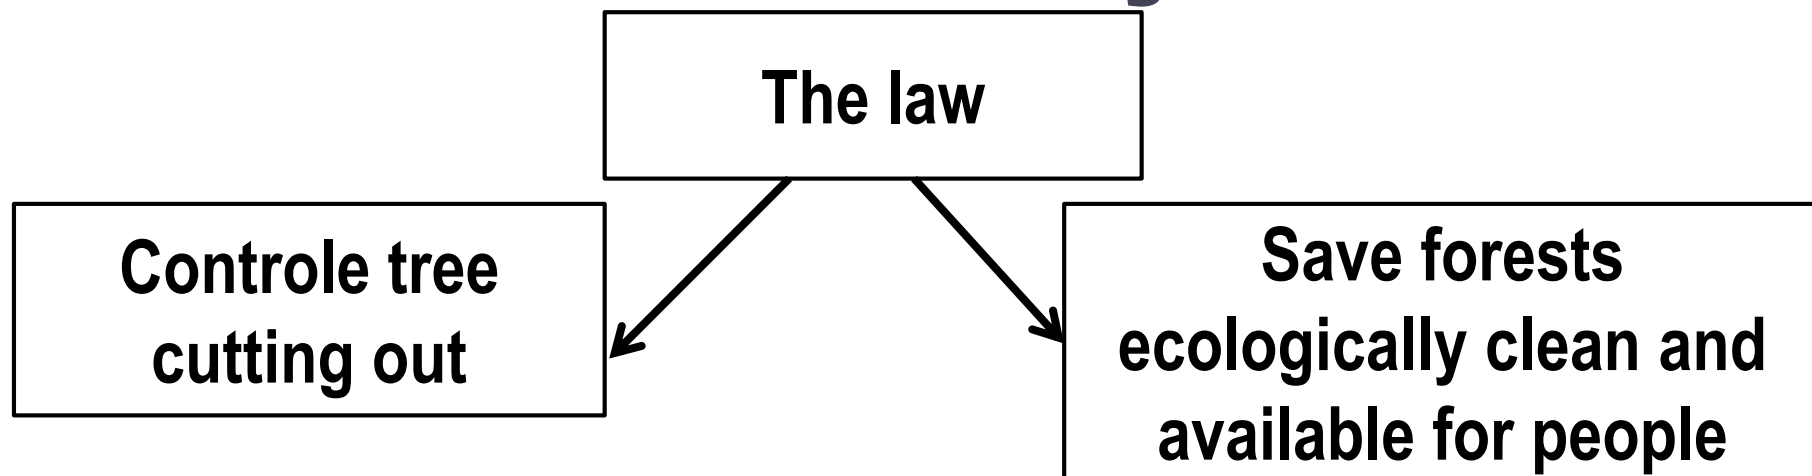 The law
Controle tree
cutting out
Save forests
ecologically clean and
available for people